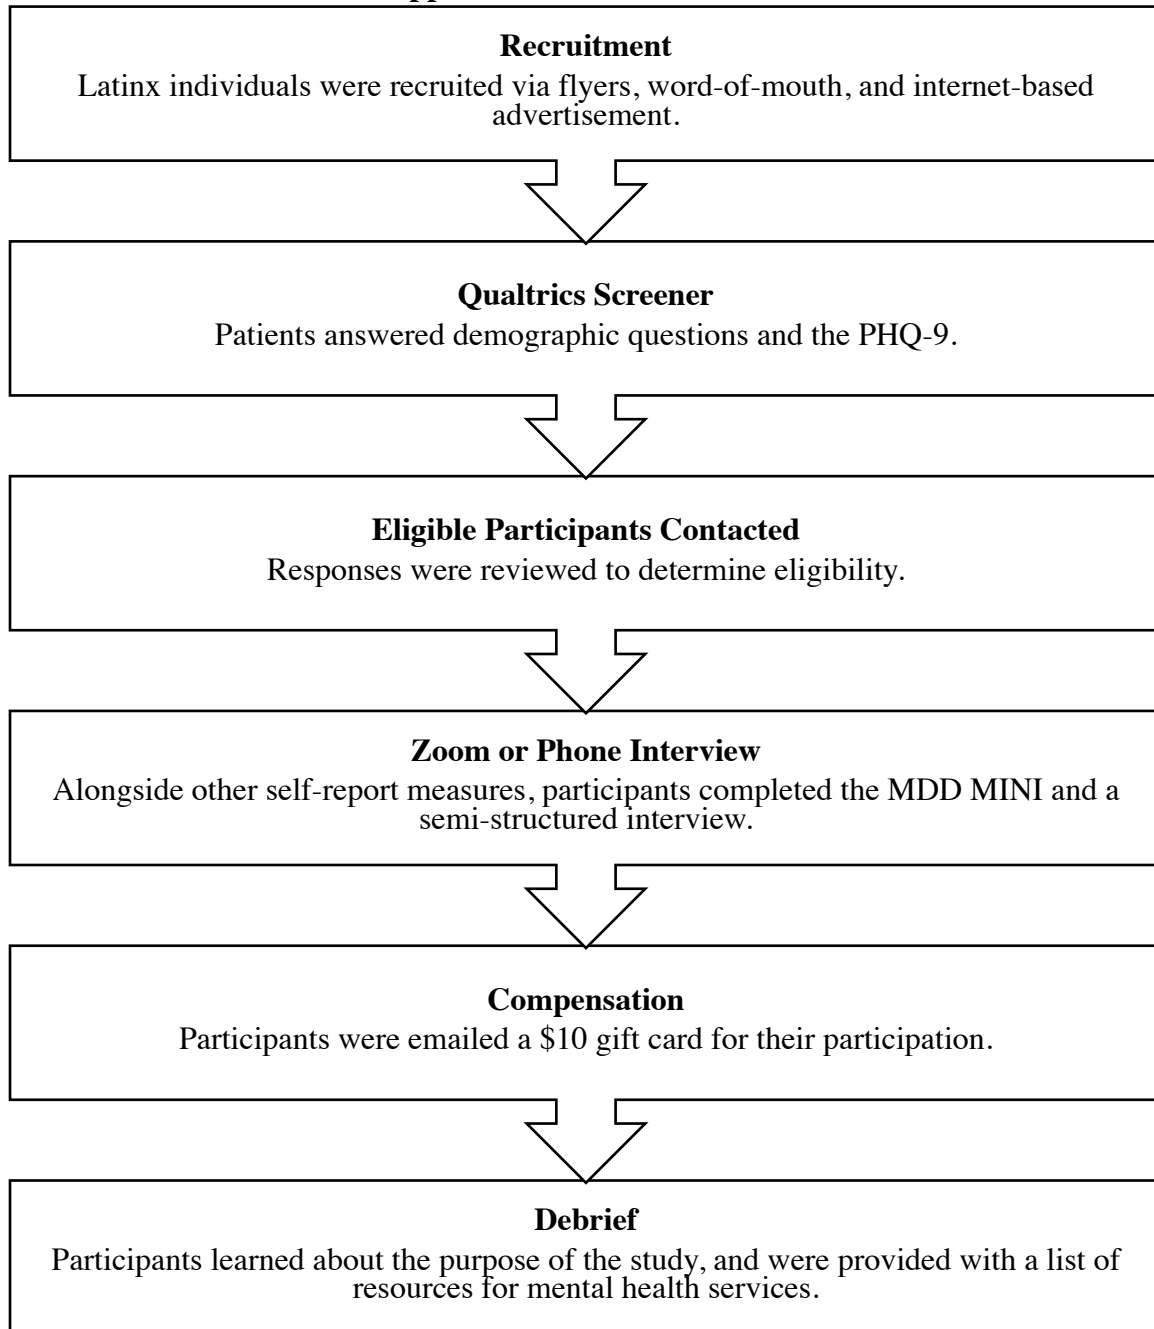 Recruitment
Latinx individuals were recruited via flyers, word-of-mouth, and internet-based
advertisement.
Qualtrics Screener
Patients answered demographic questions and the PHQ-9.
Eligible Participants Contacted
Responses were reviewed to determine eligibility.
Zoom or Phone Interview
Alongside other self-report measures, participants completed the MDD MINI and a
semi-structured interview.
Compensation
Participants were emailed a $10 gift card for their participation.
Debrief
Participants learned about the purpose of the study, and were provided with a list of
resources for mental health services.